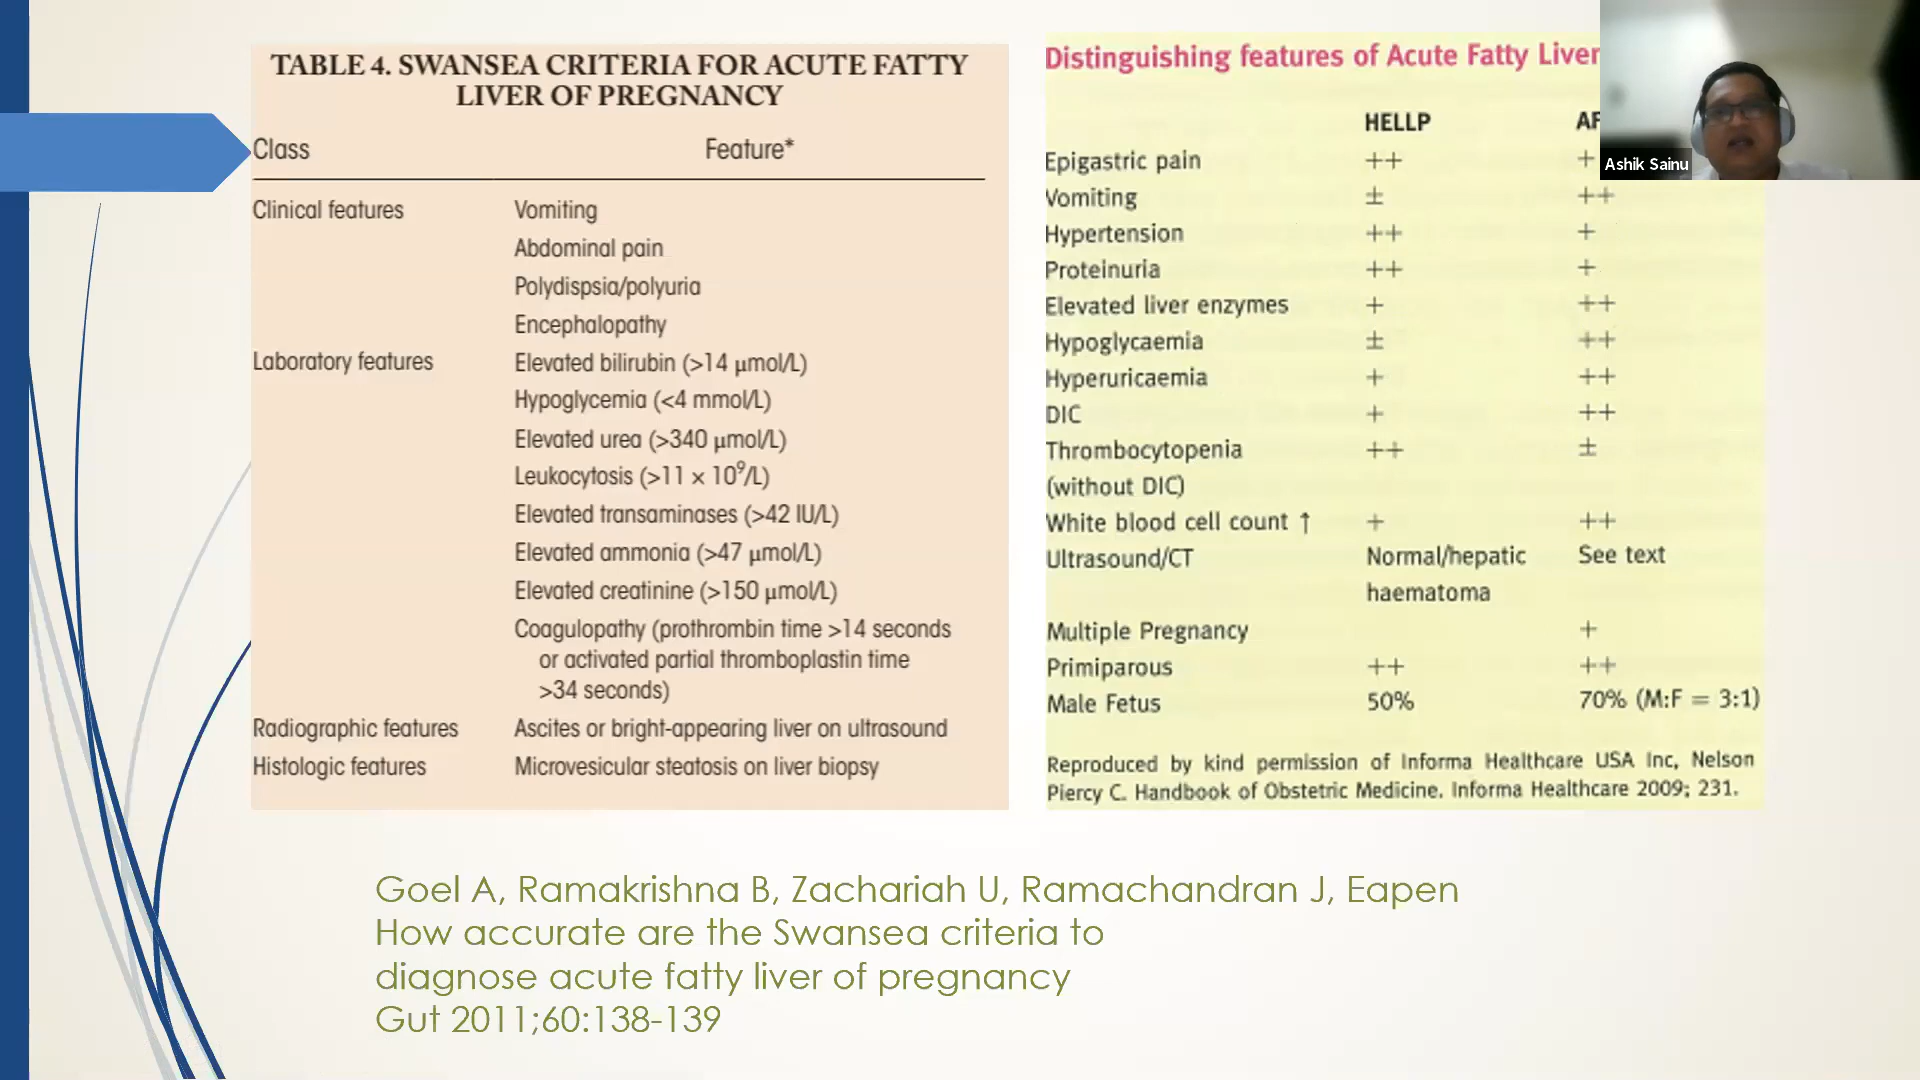 TABLE 4. SWANSEA CRITERIA FOR ACUTE FATTY
LIVER OF PREGNANCY
Class Feature*
Clinical features Vomiting
Abdominal pain
Polydispsia/polyuria
Encephalopathy
Laboratory features Elevated bilirubin (>14 µmol/L)
Hypoglycemia (<4 mmol/L)
Elevated urea (>340 µmol/L)
Leukocytosis (>11 × 10⁹/L)
Elevated transaminases (>42 IU/L)
Elevated ammonia (>47 µmol/L)
Elevated creatinine (>150 µmol/L)
Coagulopathy (prothrombin time >14 seconds
or activated partial thromboplastin time
>34 seconds)
Radiographic features Ascites or bright-appearing liver on ultrasound
Histologic features Microvesicular steatosis on liver biopsy
Distinguishing features of Acute Fatty Liver
HELLP AF
Epigastric pain ++ +
Vomiting ± ++
Hypertension ++ +
Proteinuria ++ +
Elevated liver enzymes + ++
Hypoglycaemia ± ++
Hyperuricaemia + ++
DIC + ++
Thrombocytopenia ++ ±
(without DIC)
White blood cell count ↑ + ++
Ultrasound/CT Normal/hepatic See text
haematoma
Multiple Pregnancy +
Primiparous ++ ++
Male Fetus 50% 70% (M:F = 3:1)
Reproduced by kind permission of Informa Healthcare USA Inc, Nelson
Piercy C. Handbook of Obstetric Medicine. Informa Healthcare 2009; 231.
Ashik Sainu
Goel A, Ramakrishna B, Zachariah U, Ramachandran J, Eapen
How accurate are the Swansea criteria to
diagnose acute fatty liver of pregnancy
Gut 2011;60:138-139